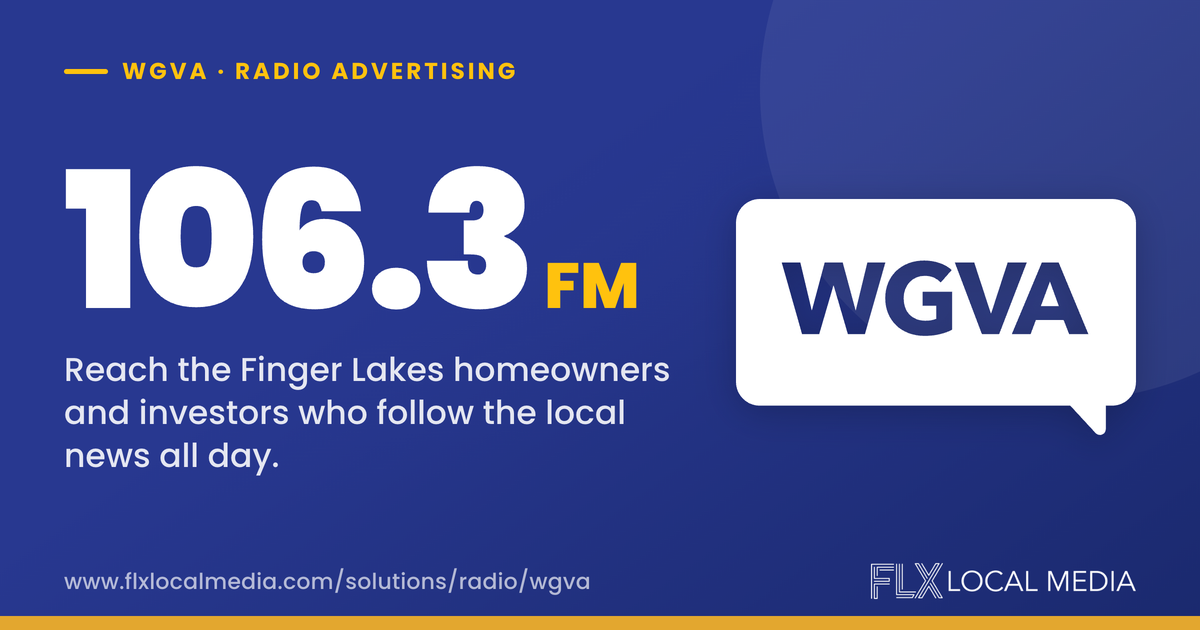 WGVA · RADIO ADVERTISING
106.3 FM
Reach the Finger Lakes homeowners
and investors who follow the local
news all day.
WGVA
www.flxlocalmedia.com/solutions/radio/wgva
FLX LOCAL MEDIA